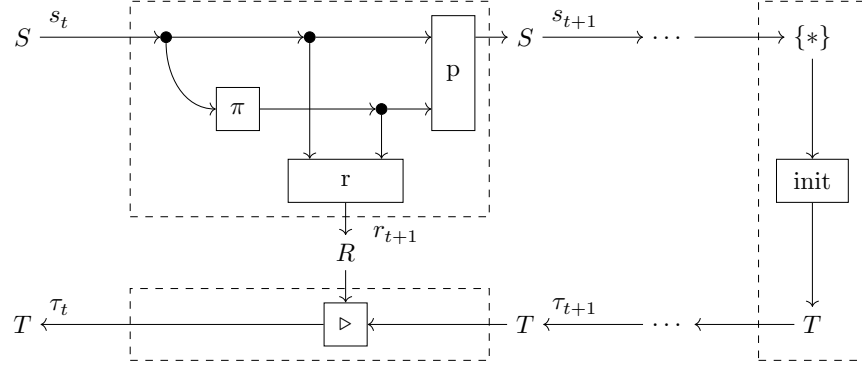 S s_t p S s_{t+1} ⋯ {*}
π
r init
r_{t+1}
R
T τ_t ▷ T τ_{t+1} ⋯ T